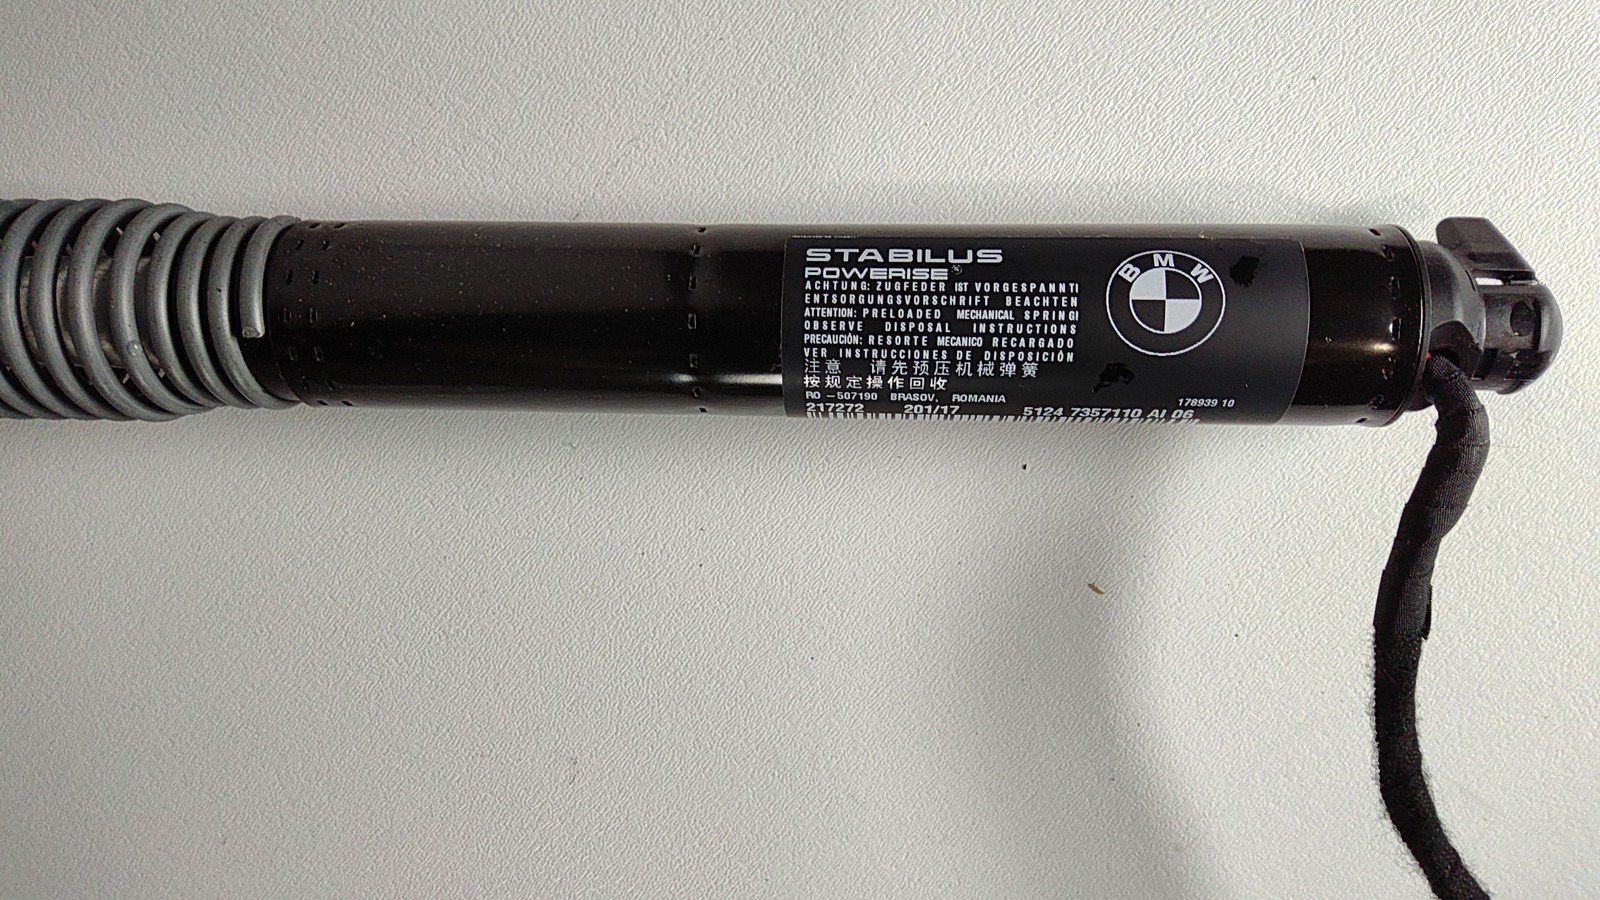 STABILUS
POWERISE®
ACHTUNG: ZUGFEDER IST VORGESPANNT!
ENTSORGUNGSVORSCHRIFT BEACHTEN
ATTENTION: PRELOADED MECHANICAL SPRING!
OBSERVE DISPOSAL INSTRUCTIONS
PRECAUCIÓN: RESORTE MECANICO RECARGADO
VER INSTRUCCIONES DE DISPOSICIÓN
注意 请先预压机械弹簧
按规定操作回收
RO - 507190 BRASOV, ROMANIA
178939 10
217272 201/17 5124 7357110 AI 06
BMW